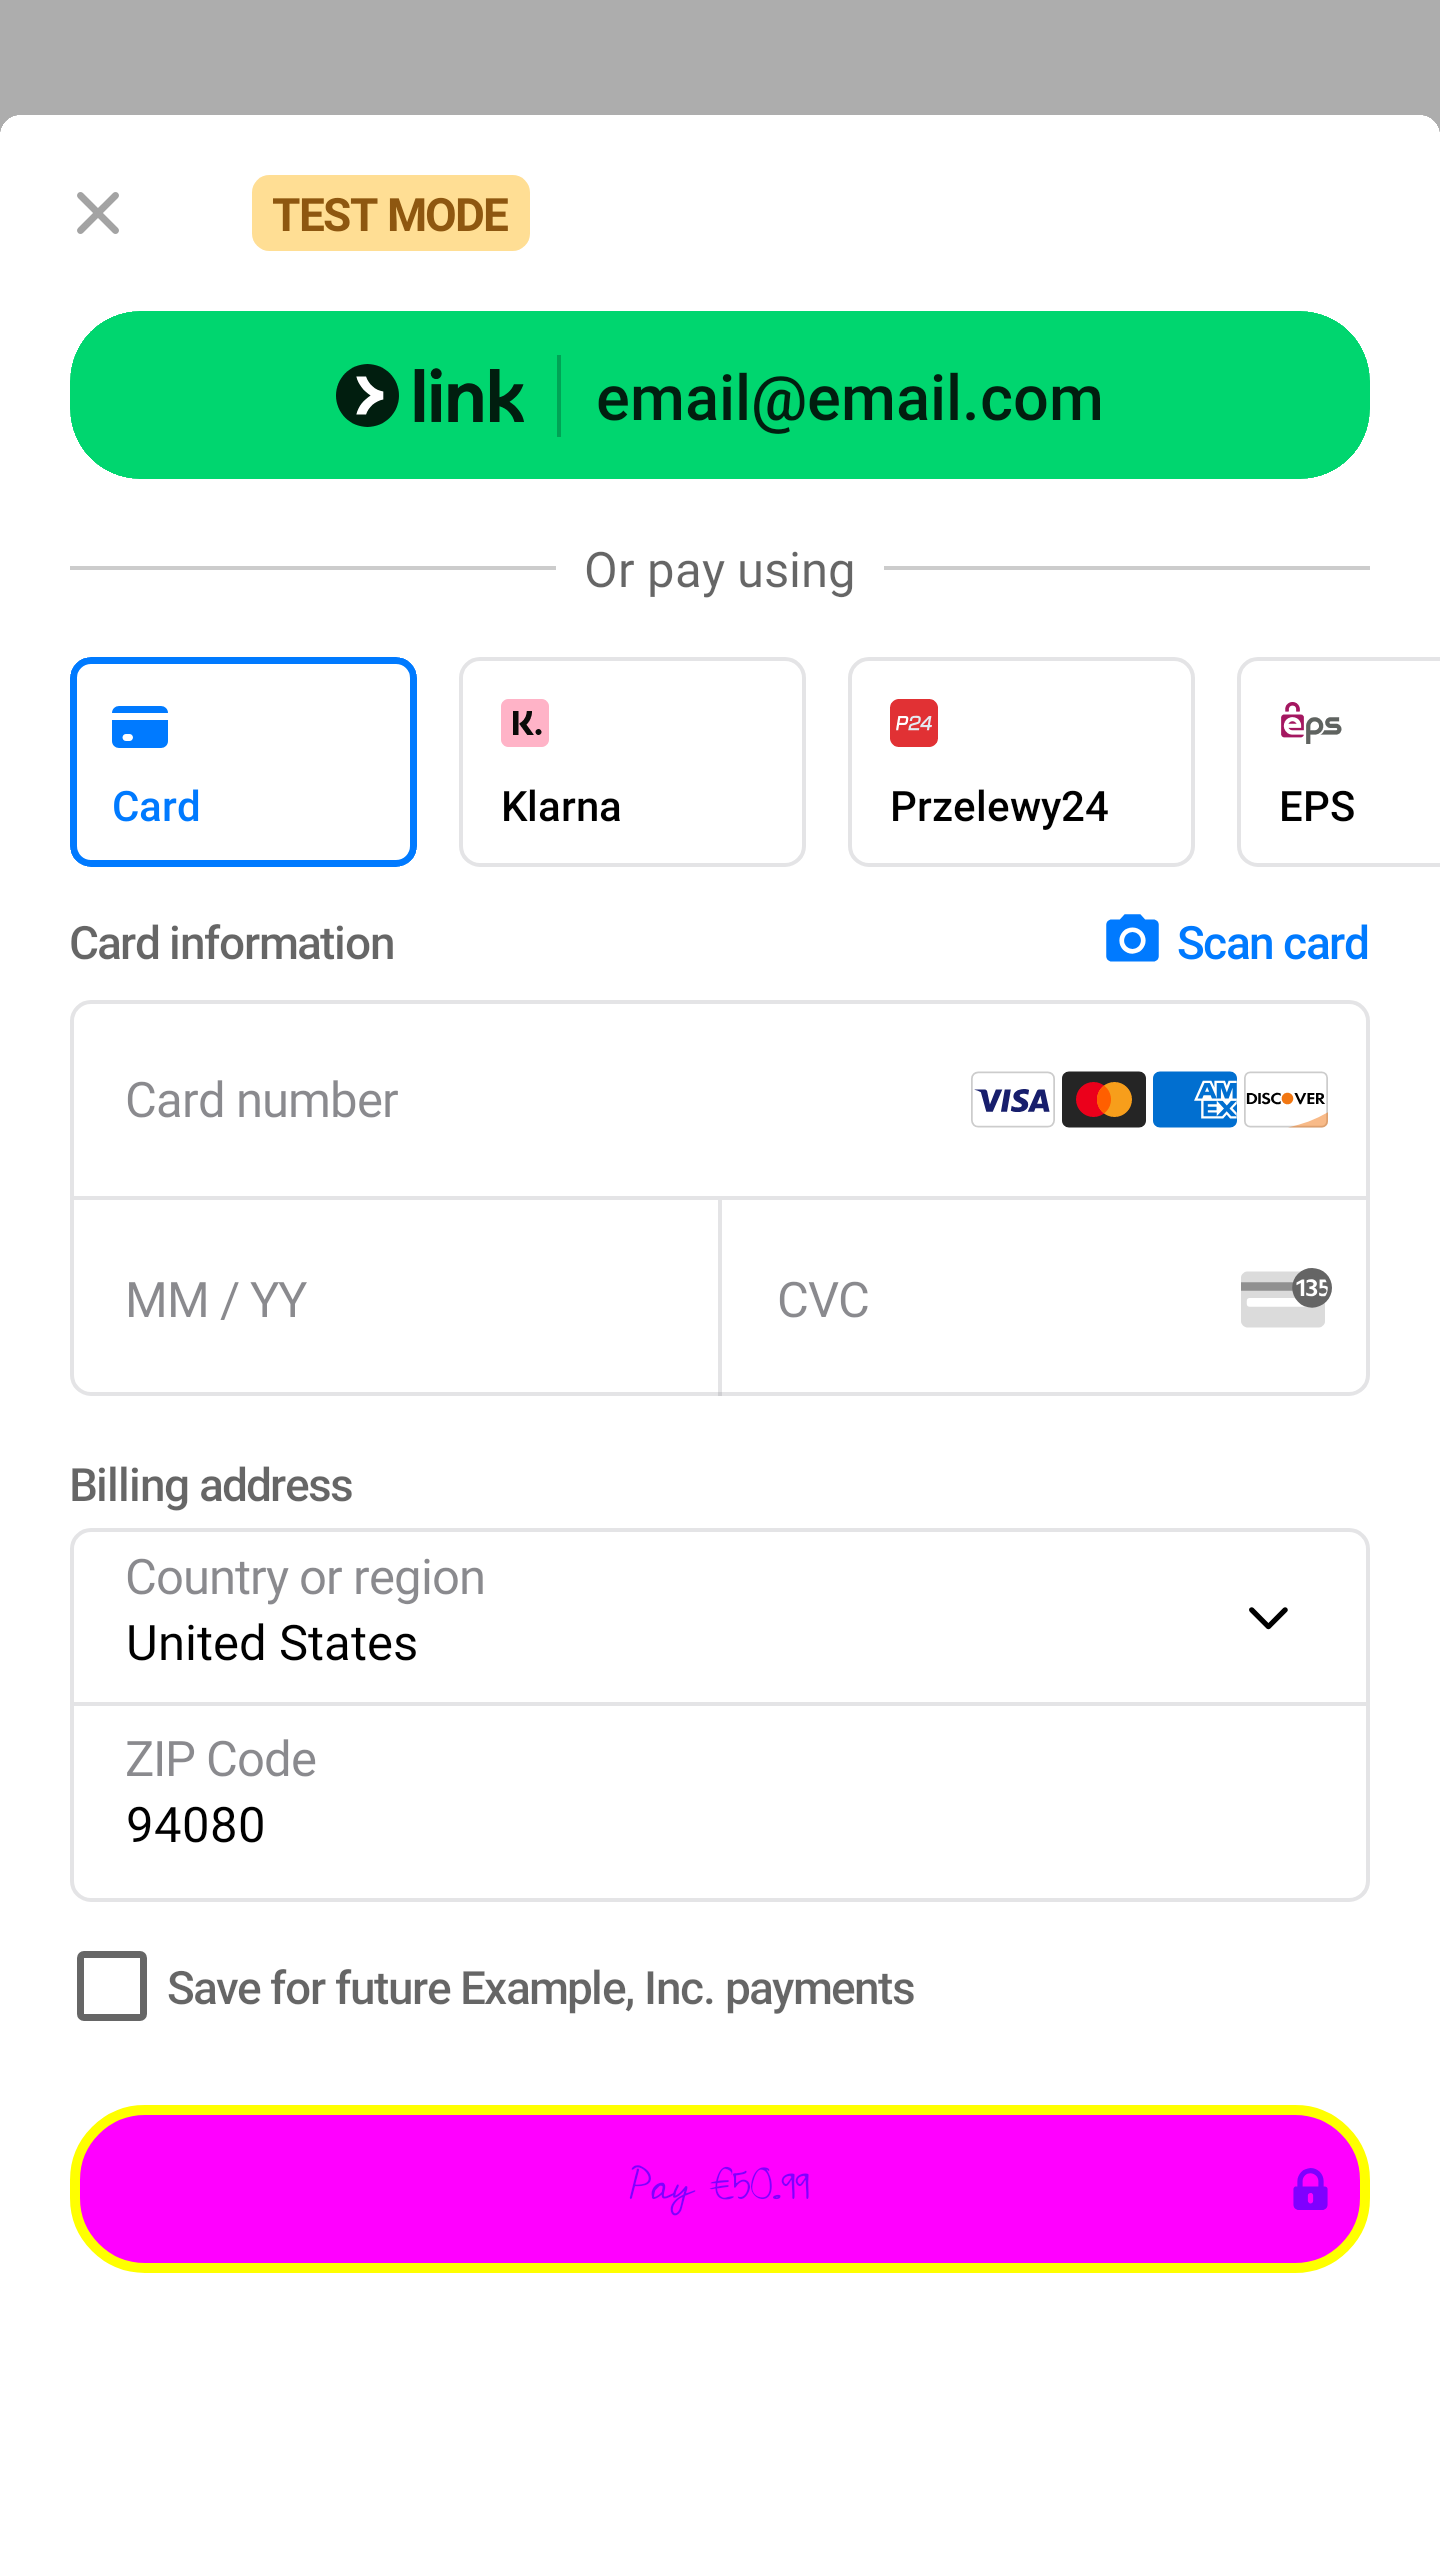 TEST MODE
link | email@email.com
Or pay using
Card
K.
Klarna
P24
Przelewy24
eps
EPS
Card information
Scan card
Card number
VISA
AMEX
DISCOVER
MM / YY
CVC
135
Billing address
Country or region
United States
ZIP Code
94080
Save for future Example, Inc. payments
Pay €50.99